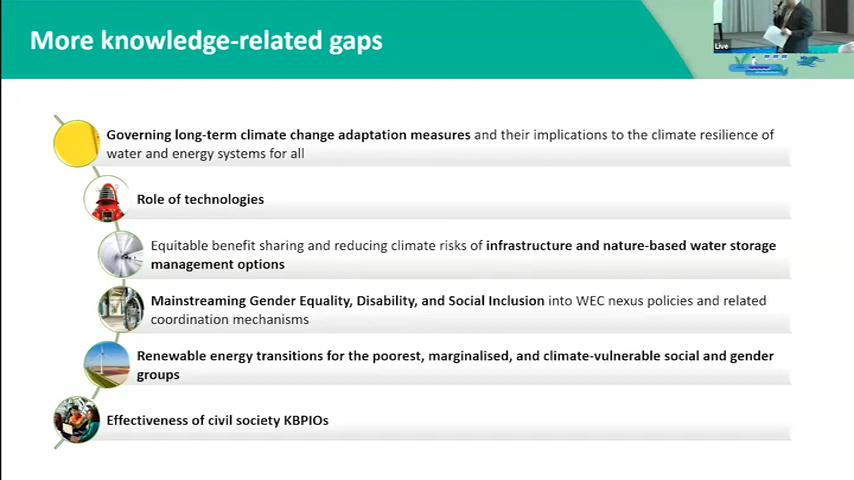 More knowledge-related gaps
Live
Governing long-term climate change adaptation measures and their implications to the climate resilience of
water and energy systems for all
Role of technologies
Equitable benefit sharing and reducing climate risks of infrastructure and nature-based water storage
management options
Mainstreaming Gender Equality, Disability, and Social Inclusion into WEC nexus policies and related
coordination mechanisms
Renewable energy transitions for the poorest, marginalised, and climate-vulnerable social and gender
groups
Effectiveness of civil society KBPIOs